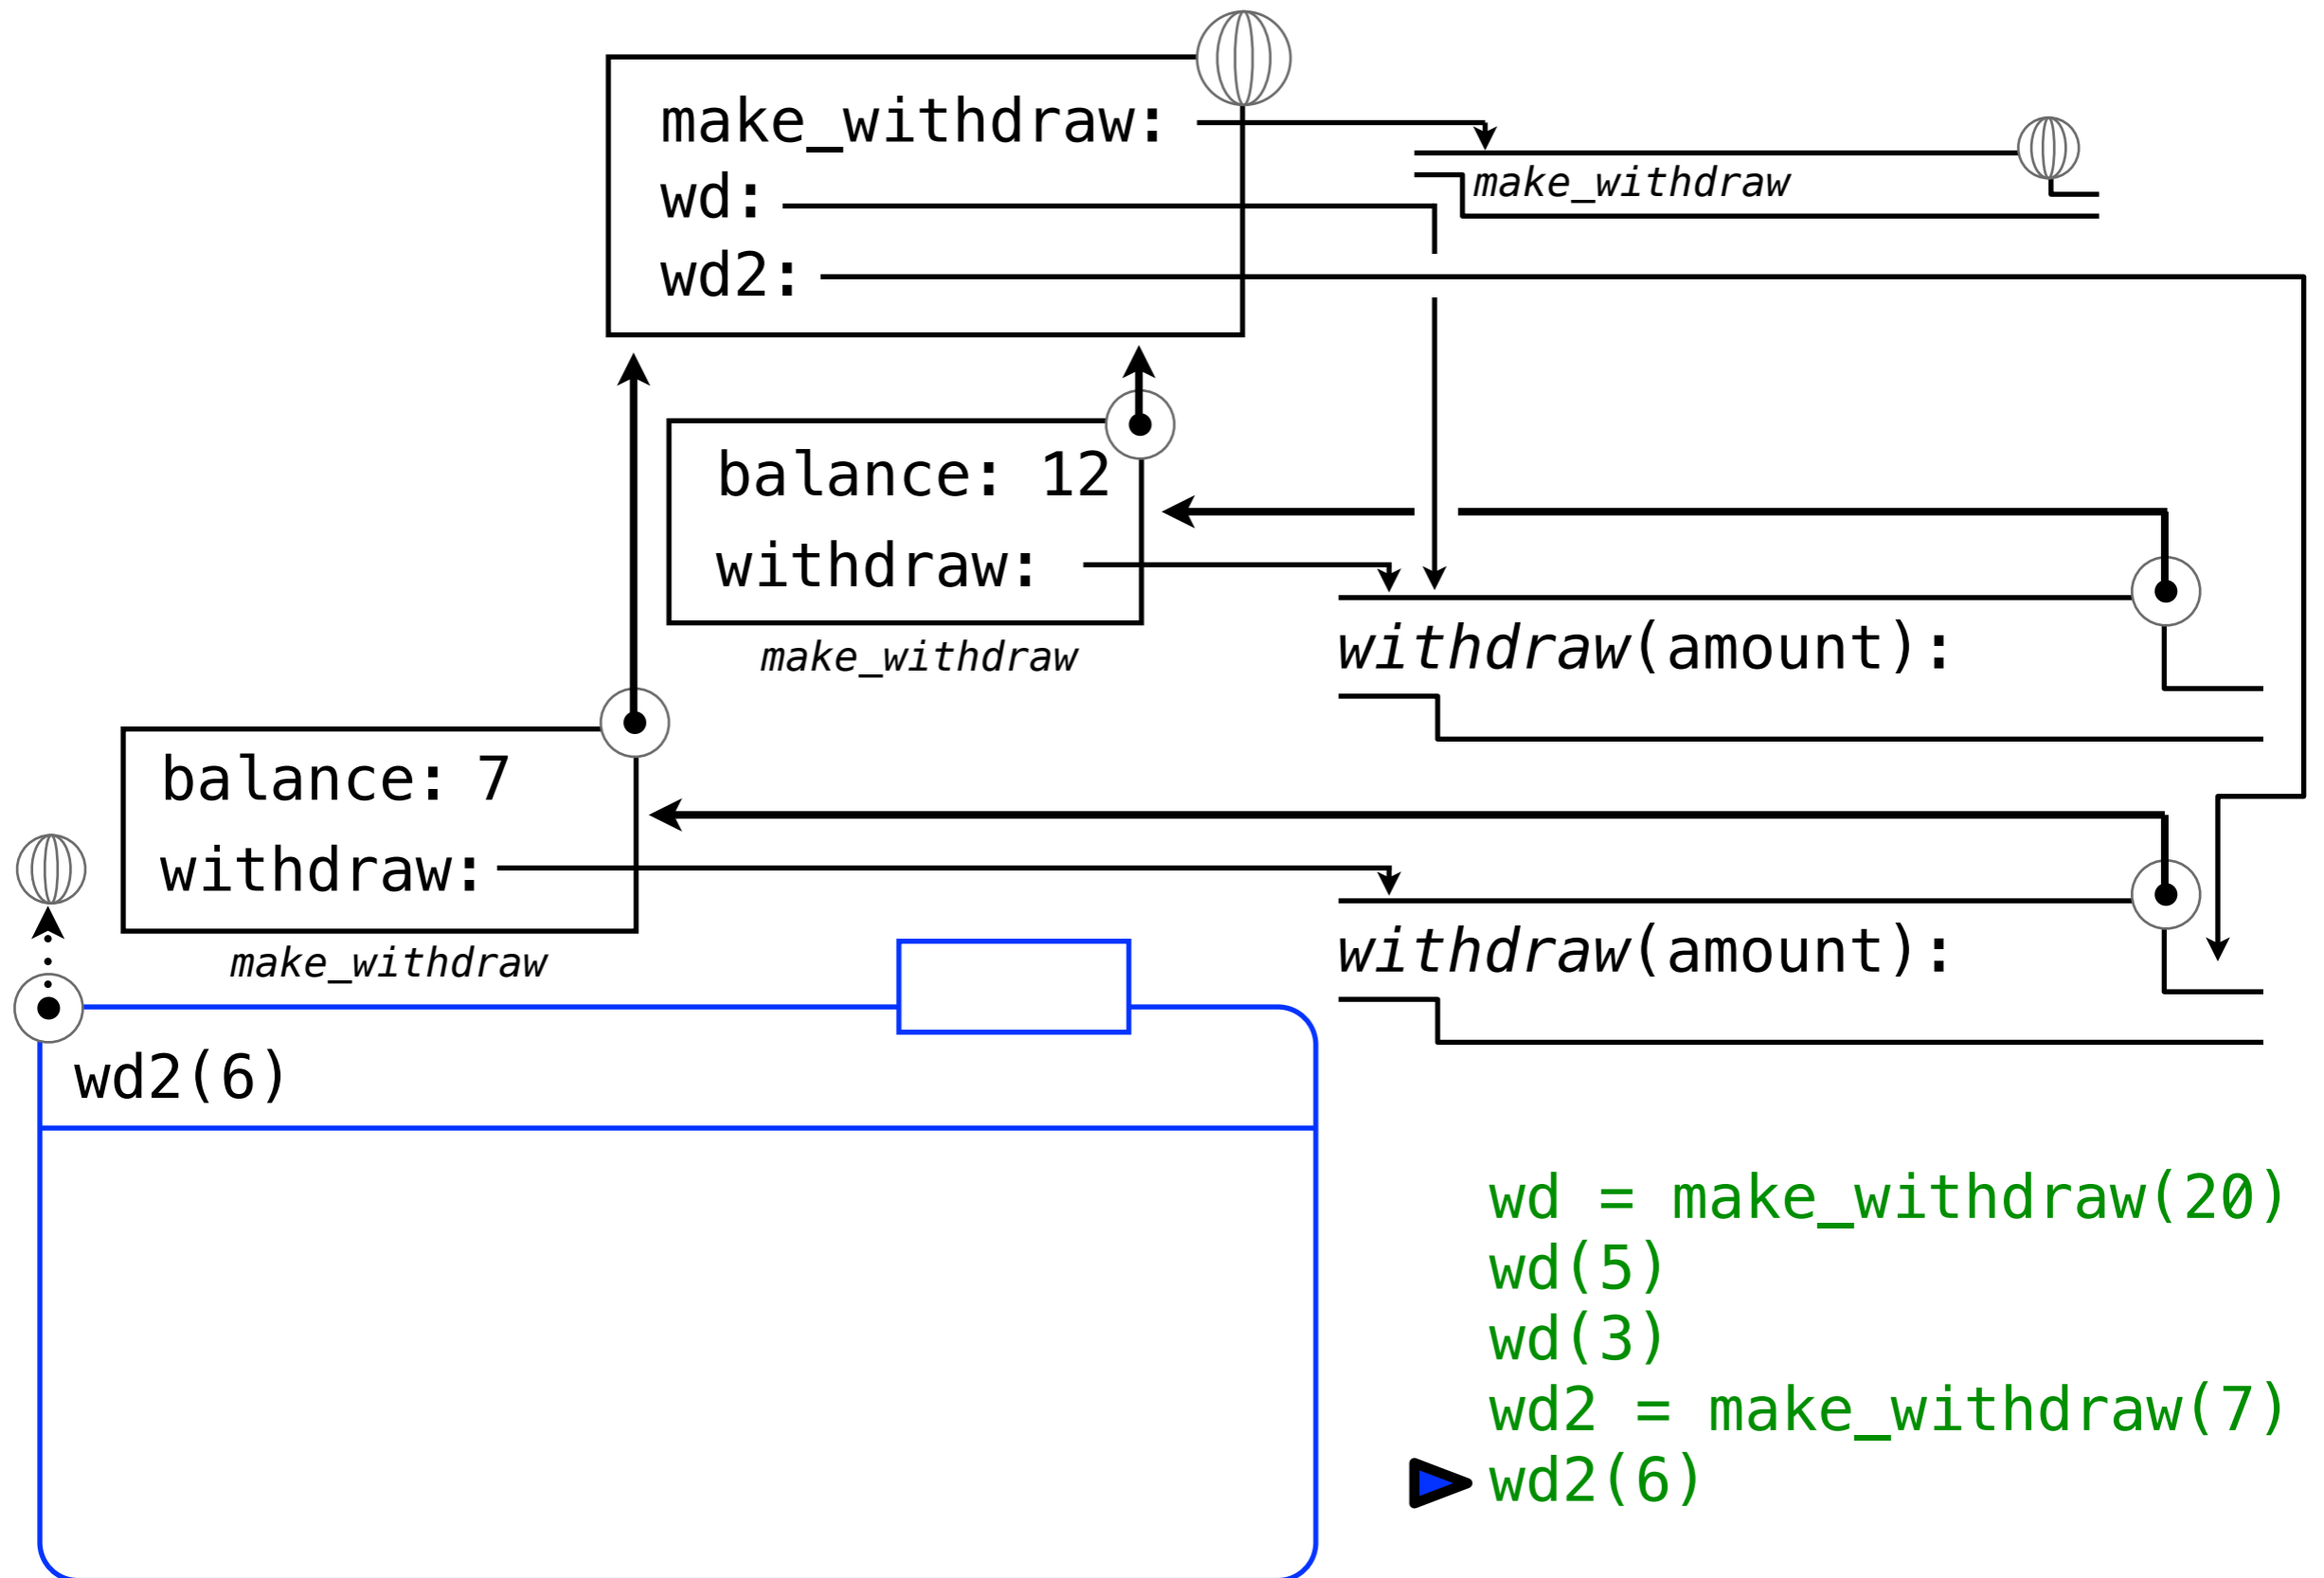 make_withdraw:
wd:
wd2:
make_withdraw
balance: 12
withdraw:
make_withdraw
withdraw(amount):
balance: 7
withdraw:
make_withdraw
withdraw(amount):
wd2(6)
wd = make_withdraw(20)
wd(5)
wd(3)
wd2 = make_withdraw(7)
wd2(6)